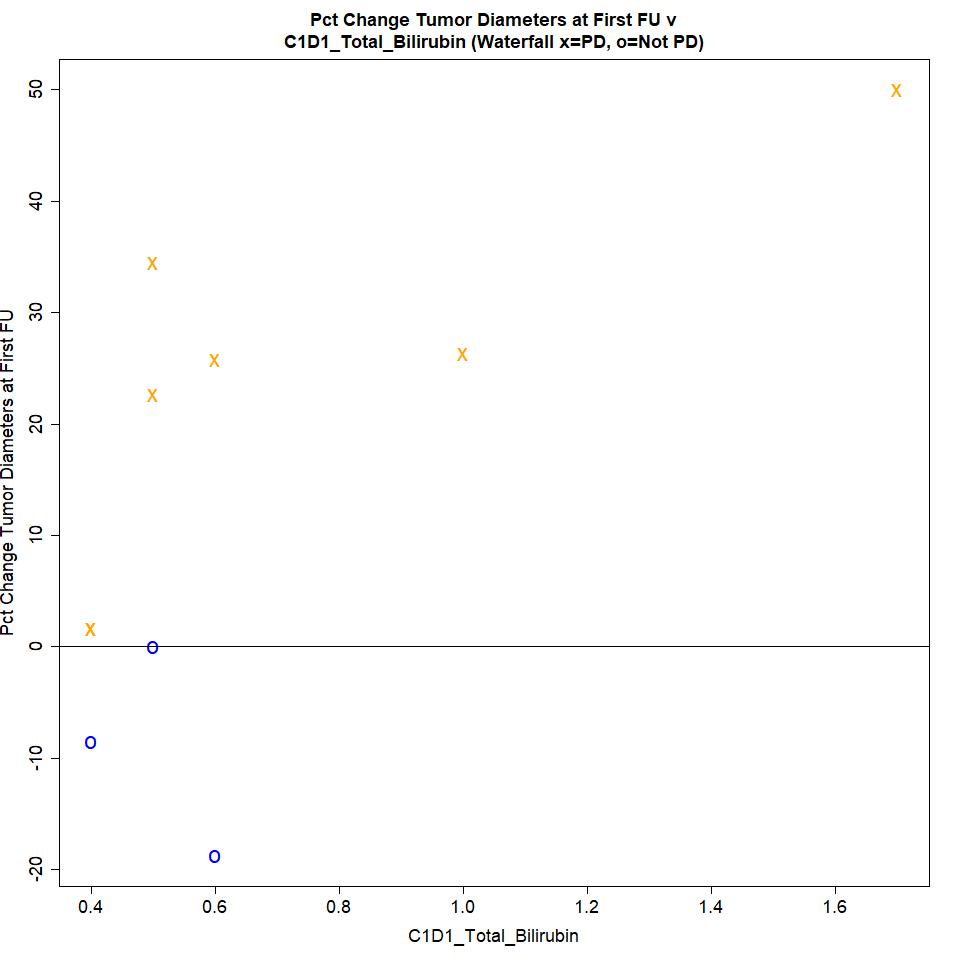 Pct Change Tumor Diameters at First FU v
C1D1_Total_Bilirubin (Waterfall x=PD, o=Not PD)
Pct Change Tumor Diameters at First FU
50
40
30
20
10
0
-10
-20
X
X
X
X
X
X
O
O
O
0.4
0.6
0.8
1.0
1.2
1.4
1.6
C1D1_Total_Bilirubin